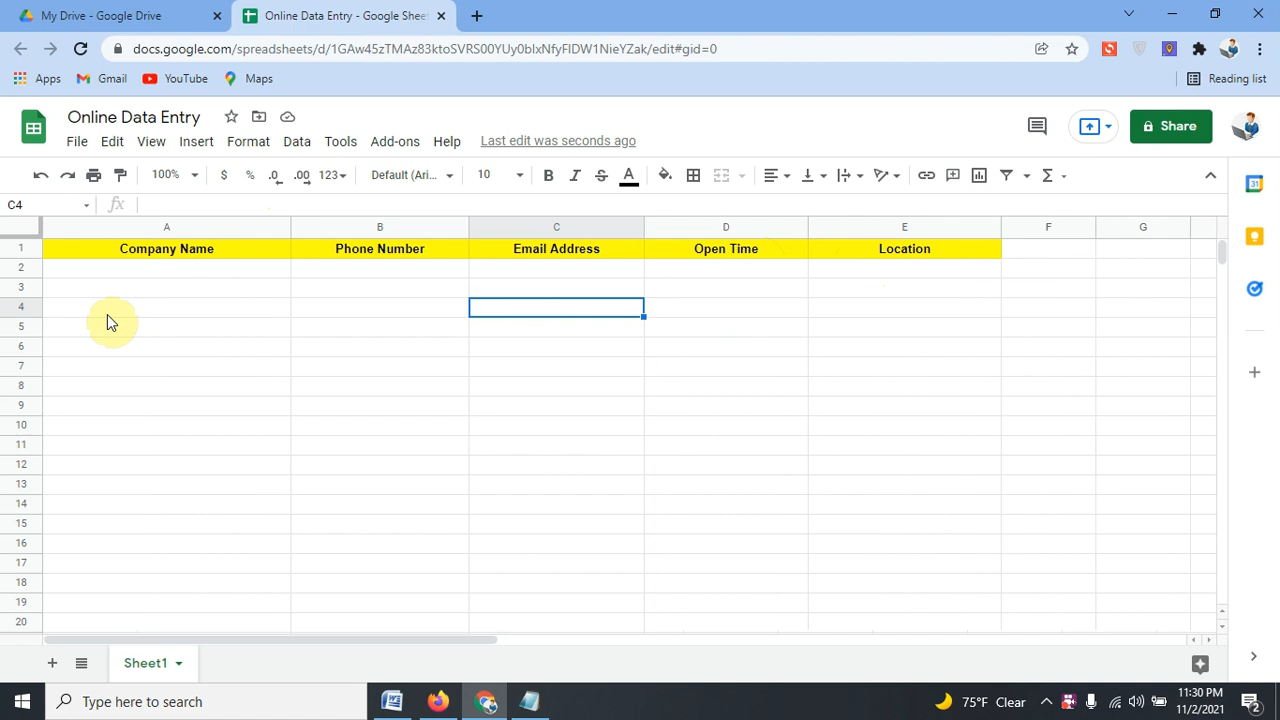 My Drive - Google Drive
Online Data Entry - Google Shee
docs.google.com/spreadsheets/d/1GAw45zTMAz83ktoSVRS00YUy0blxNfyFIDW1NieYZak/edit#gid=0
Apps Gmail YouTube Maps Reading list
Online Data Entry
File Edit View Insert Format Data Tools Add-ons Help Last edit was seconds ago
Share
100% $ % .0 .00 123 Default (Ari... 10 B I S A
31
C4 fx
A B C D E F G
1 Company Name Phone Number Email Address Open Time Location
2
3
4
5
6
7
8
9
10
11
12
13
14
15
16
17
18
19
20
Sheet1
Type here to search
75°F Clear
11:30 PM
11/2/2021
2